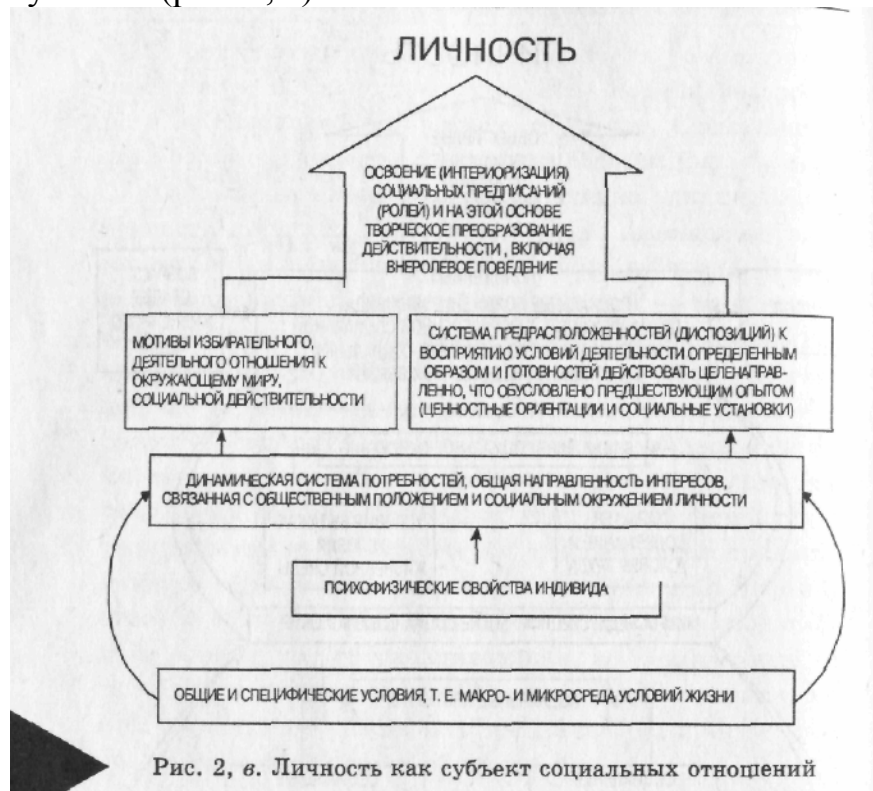 ЛИЧНОСТЬ
ОСВОЕНИЕ (ИНТЕРИОРИЗАЦИЯ)
СОЦИАЛЬНЫХ ПРЕДПИСАНИЙ
(РОЛЕЙ) И НА ЭТОЙ ОСНОВЕ
ТВОРЧЕСКОЕ ПРЕОБРАЗОВАНИЕ
ДЕЙСТВИТЕЛЬНОСТИ , ВКЛЮЧАЯ
ВНЕРОЛЕВОЕ ПОВЕДЕНИЕ
МОТИВЫ ИЗБИРАТЕЛЬНОГО,
ДЕЯТЕЛЬНОГО ОТНОШЕНИЯ К
ОКРУЖАЮЩЕМУ МИРУ,
СОЦИАЛЬНОЙ ДЕЙСТВИТЕЛЬНОСТИ
СИСТЕМА ПРЕДРАСПОЛОЖЕННОСТЕЙ (ДИСПОЗИЦИЙ) К
ВОСПРИЯТИЮ УСЛОВИЙ ДЕЯТЕЛЬНОСТИ ОПРЕДЕЛЕННЫМ
ОБРАЗОМ И ГОТОВНОСТЕЙ ДЕЙСТВОВАТЬ ЦЕЛЕНАПРАВ-
ЛЕННО, ЧТО ОБУСЛОВЛЕНО ПРЕДШЕСТВУЮЩИМ ОПЫТОМ
(ЦЕННОСТНЫЕ ОРИЕНТАЦИИ И СОЦИАЛЬНЫЕ УСТАНОВКИ)
ДИНАМИЧЕСКАЯ СИСТЕМА ПОТРЕБНОСТЕЙ, ОБЩАЯ НАПРАВЛЕННОСТЬ ИНТЕРЕСОВ,
СВЯЗАННАЯ С ОБЩЕСТВЕННЫМ ПОЛОЖЕНИЕМ И СОЦИАЛЬНЫМ ОКРУЖЕНИЕМ ЛИЧНОСТИ
ПСИХОФИЗИЧЕСКИЕ СВОЙСТВА ИНДИВИДА
ОБЩИЕ И СПЕЦИФИЧЕСКИЕ УСЛОВИЯ, Т. Е. МАКРО- И МИКРОСРЕДА УСЛОВИЙ ЖИЗНИ
Рис. 2, в. Личность как субъект социальных отношений